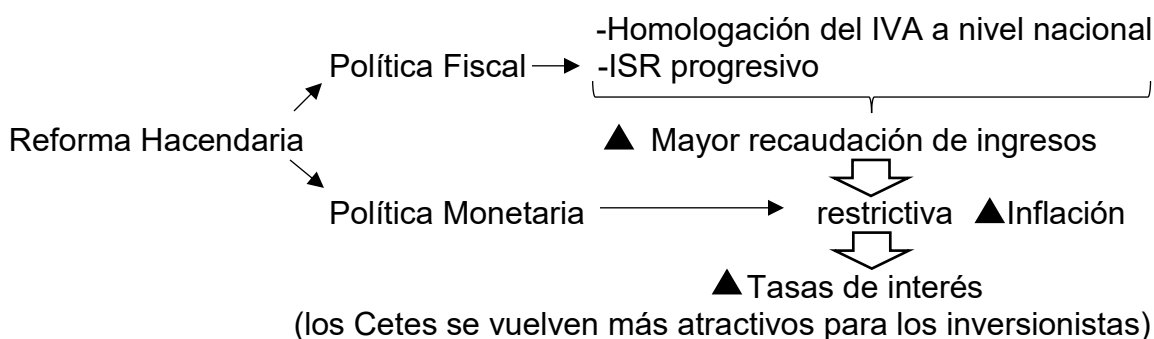 -Homologación del IVA a nivel nacional
Política Fiscal
-ISR progresivo
Reforma Hacendaria
Mayor recaudación de ingresos
Política Monetaria
restrictiva
Inflación
Tasas de interés
(los Cetes se vuelven más atractivos para los inversionistas)